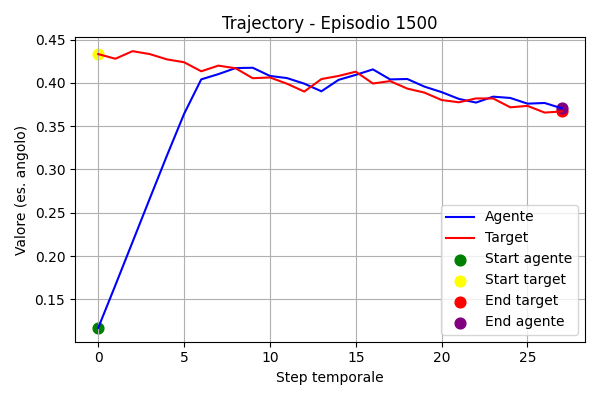 Trajectory - Episodio 1500
Valore (es. angolo)
0.45
0.40
0.35
0.30
0.25
0.20
0.15
0
5
10
15
20
25
Step temporale
Agente
Target
Start agente
Start target
End target
End agente